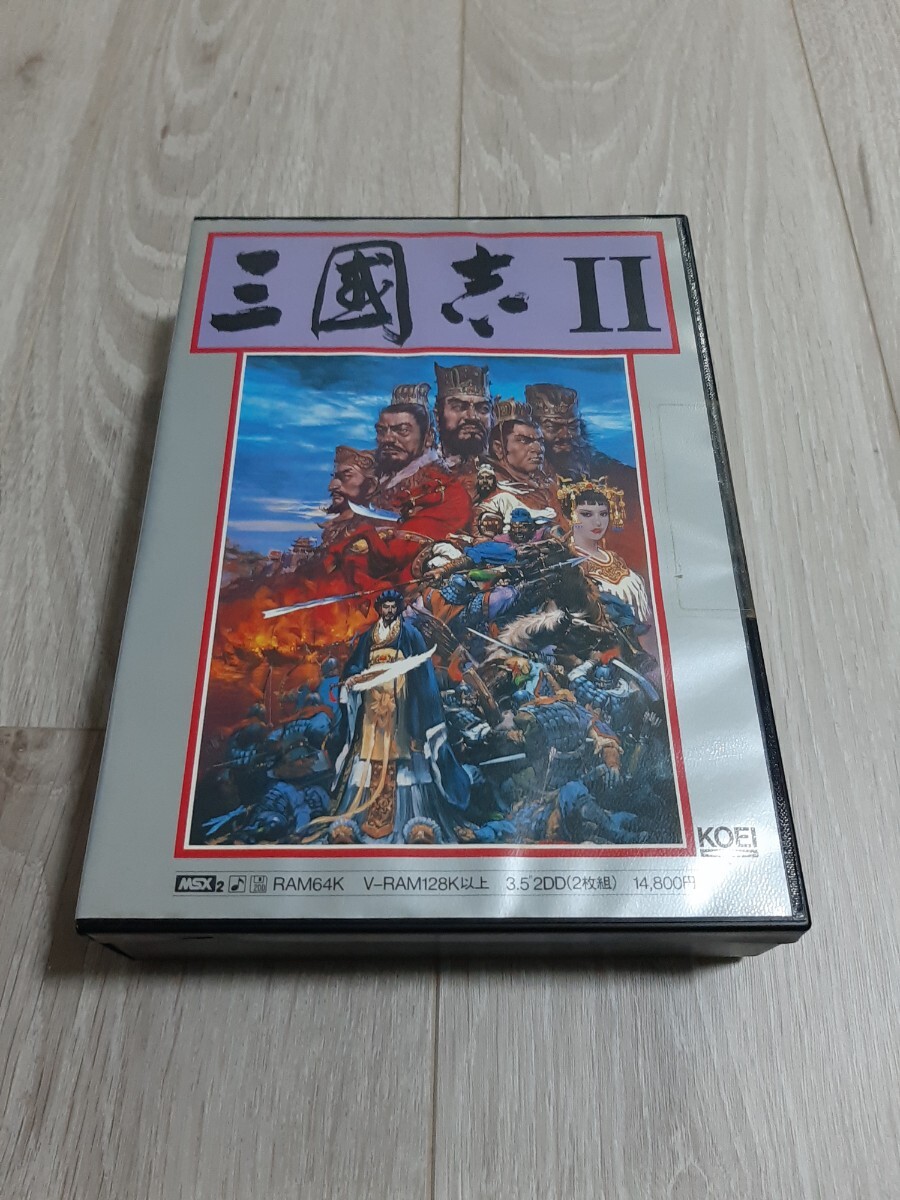 三國志 II
KOEI
MSX2 2DD RAM64K V-RAM128K以上 3.5"2DD(2枚組) 14,800円